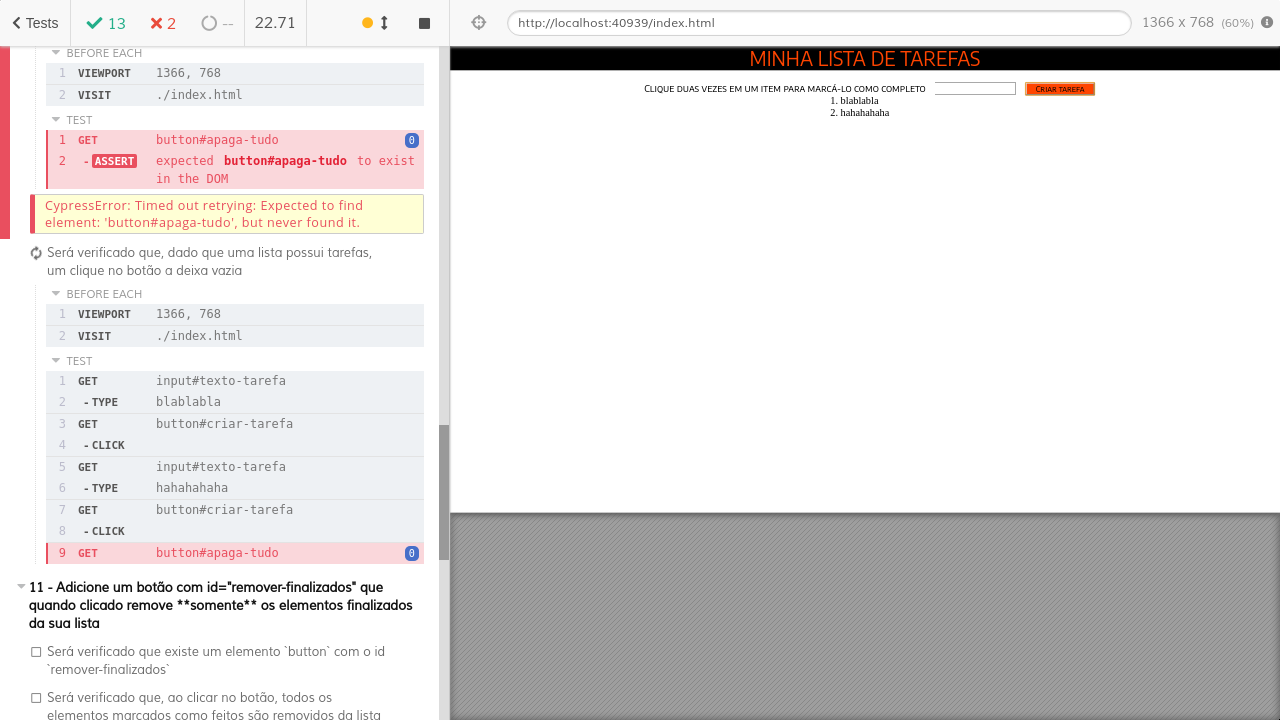 Tests
13
2
--
22.71
http://localhost:40939/index.html
1366 x 768 (60%)
BEFORE EACH
1 VIEWPORT 1366, 768
2 VISIT ./index.html
TEST
1 GET button#apaga-tudo 0
2 - ASSERT expected button#apaga-tudo to exist
in the DOM
CypressError: Timed out retrying: Expected to find
element: 'button#apaga-tudo', but never found it.
Será verificado que, dado que uma lista possui tarefas,
um clique no botão a deixa vazia
BEFORE EACH
1 VIEWPORT 1366, 768
2 VISIT ./index.html
TEST
1 GET input#texto-tarefa
2 - TYPE blablabla
3 GET button#criar-tarefa
4 - CLICK
5 GET input#texto-tarefa
6 - TYPE hahahahaha
7 GET button#criar-tarefa
8 - CLICK
9 GET button#apaga-tudo 0
11 - Adicione um botão com id="remover-finalizados" que
quando clicado remove **somente** os elementos finalizados
da sua lista
Será verificado que existe um elemento `button` com o id
`remover-finalizados`
Será verificado que, ao clicar no botão, todos os
elementos marcados como feitos são removidos da lista
MINHA LISTA DE TAREFAS
CLIQUE DUAS VEZES EM UM ITEM PARA MARCÁ-LO COMO COMPLETO
CRIAR TAREFA
1. blablabla
2. hahahahaha